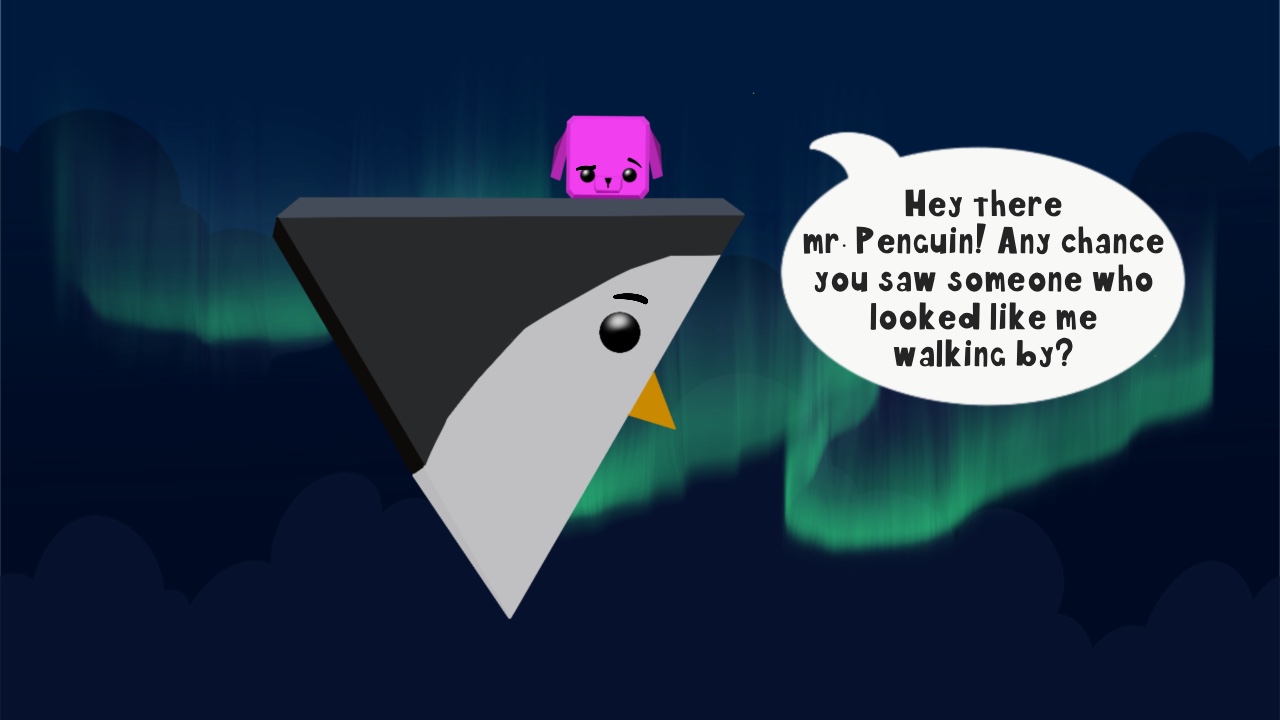 Hey there
mr. Penguin! Any chance
you saw someone who
looked like me
walking by?